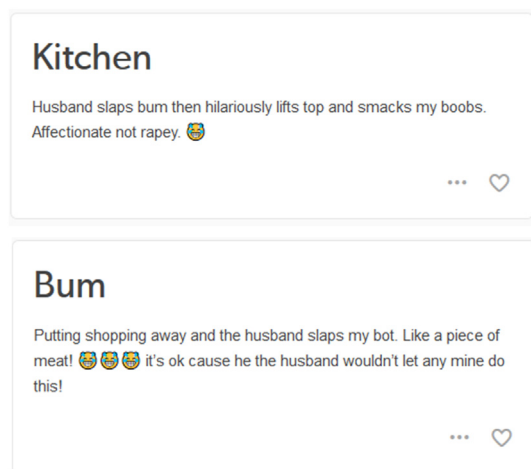 Kitchen
Husband slaps bum then hilariously lifts top and smacks my boobs.
Affectionate not rapey. 😹
Bum
Putting shopping away and the husband slaps my bot. Like a piece of
meat! 😹😹😹 it's ok cause he the husband wouldn't let any mine do
this!